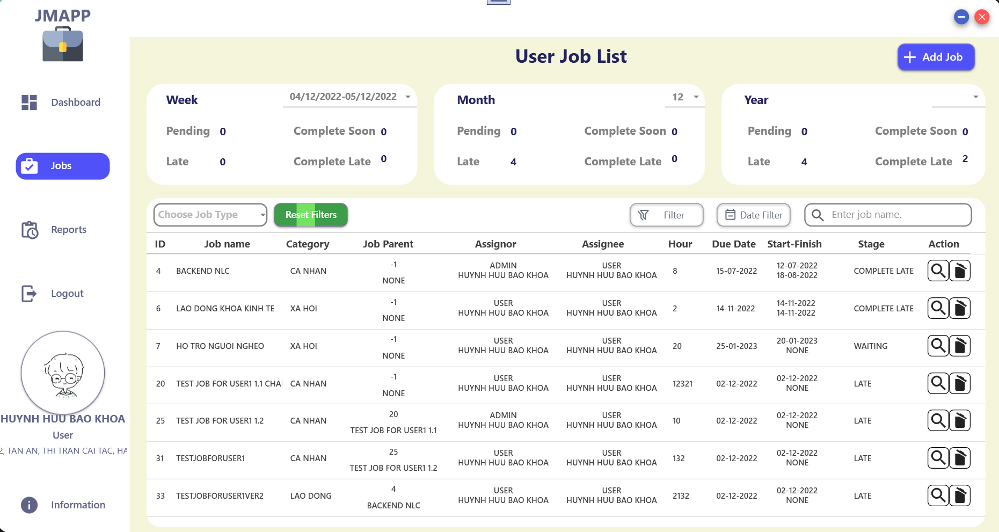 JMAPP
Dashboard
Jobs
Reports
Logout
HUYNH HUU BAO KHOA
User
2, TAN AN, THI TRAN CAI TAC, HA
Information
User Job List
Add Job
Week
04/12/2022-05/12/2022
Pending 0 Complete Soon 0
Late 0 Complete Late 0
Month
12
Pending 0 Complete Soon 0
Late 4 Complete Late 0
Year
Pending 0 Complete Soon 0
Late 4 Complete Late 2
Choose Job Type Reset Filters Filter Date Filter Enter job name.
ID Job name Category Job Parent Assignor Assignee Hour Due Date Start-Finish Stage Action
4 BACKEND NLC CA NHAN -1 NONE ADMIN HUYNH HUU BAO KHOA USER HUYNH HUU BAO KHOA 8 15-07-2022 12-07-2022 18-08-2022 COMPLETE LATE
6 LAO DONG KHOA KINH TE XA HOI -1 NONE USER HUYNH HUU BAO KHOA USER HUYNH HUU BAO KHOA 2 14-11-2022 14-11-2022 14-11-2022 COMPLETE LATE
7 HO TRO NGUOI NGHEO XA HOI -1 NONE USER HUYNH HUU BAO KHOA USER HUYNH HUU BAO KHOA 20 25-01-2023 20-01-2023 NONE WAITING
20 TEST JOB FOR USER1 1.1 CHA CA NHAN -1 NONE USER HUYNH HUU BAO KHOA USER HUYNH HUU BAO KHOA 12321 02-12-2022 02-12-2022 NONE LATE
25 TEST JOB FOR USER1 1.2 CA NHAN 20 TEST JOB FOR USER1 1.1 ADMIN HUYNH HUU BAO KHOA USER HUYNH HUU BAO KHOA 10 02-12-2022 02-12-2022 NONE LATE
31 TESTJOBFORUSER1 CA NHAN 25 TEST JOB FOR USER1 1.2 USER HUYNH HUU BAO KHOA USER HUYNH HUU BAO KHOA 132 02-12-2022 02-12-2022 NONE LATE
33 TESTJOBFORUSER1VER2 LAO DONG 4 BACKEND NLC USER HUYNH HUU BAO KHOA USER HUYNH HUU BAO KHOA 2132 02-12-2022 02-12-2022 NONE LATE